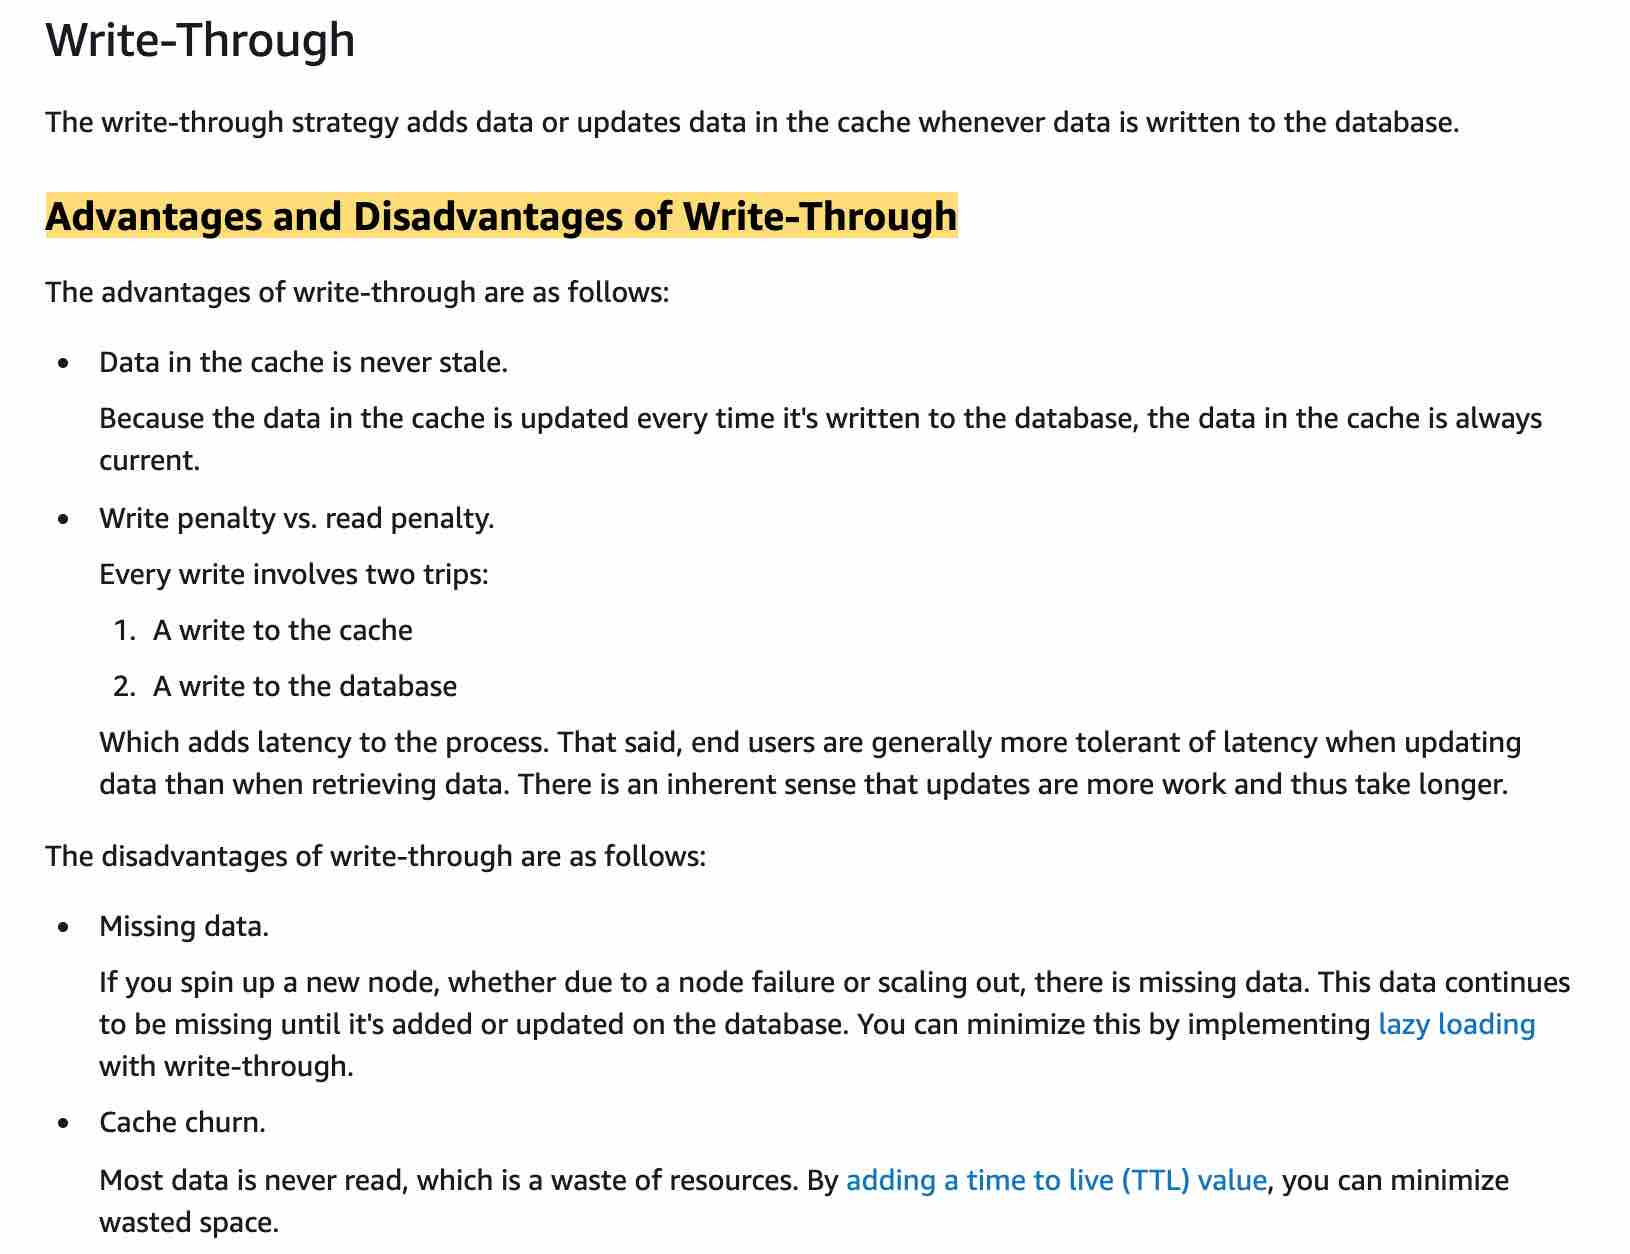 Write-Through
The write-through strategy adds data or updates data in the cache whenever data is written to the database.
Advantages and Disadvantages of Write-Through
The advantages of write-through are as follows:
• Data in the cache is never stale.
Because the data in the cache is updated every time it's written to the database, the data in the cache is always
current.
• Write penalty vs. read penalty.
Every write involves two trips:
1. A write to the cache
2. A write to the database
Which adds latency to the process. That said, end users are generally more tolerant of latency when updating
data than when retrieving data. There is an inherent sense that updates are more work and thus take longer.
The disadvantages of write-through are as follows:
• Missing data.
If you spin up a new node, whether due to a node failure or scaling out, there is missing data. This data continues
to be missing until it's added or updated on the database. You can minimize this by implementing lazy loading
with write-through.
• Cache churn.
Most data is never read, which is a waste of resources. By adding a time to live (TTL) value, you can minimize
wasted space.